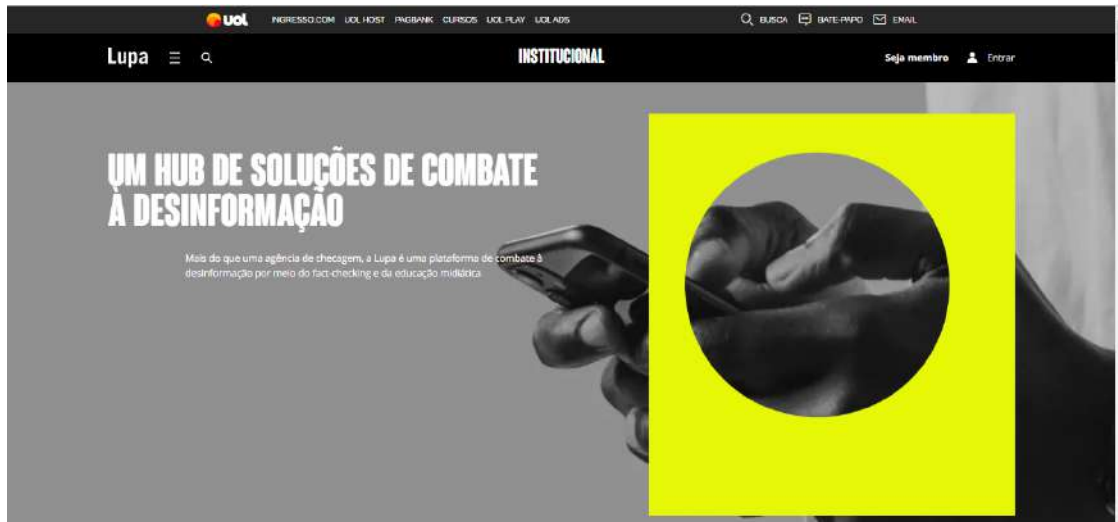 UOL INGRESSO.COM UOL HOST PAGBANK CURSOS UOL PLAY UOL ADS BUSCA BATE-PAPO EMAIL
Lupa INSTITUCIONAL Seja membro Entrar
UM HUB DE SOLUÇÕES DE COMBATE
À DESINFORMAÇÃO
Mais do que uma agência de checagem, a Lupa é uma plataforma de combate à
desinformação por meio do fact-checking e da educação midiática